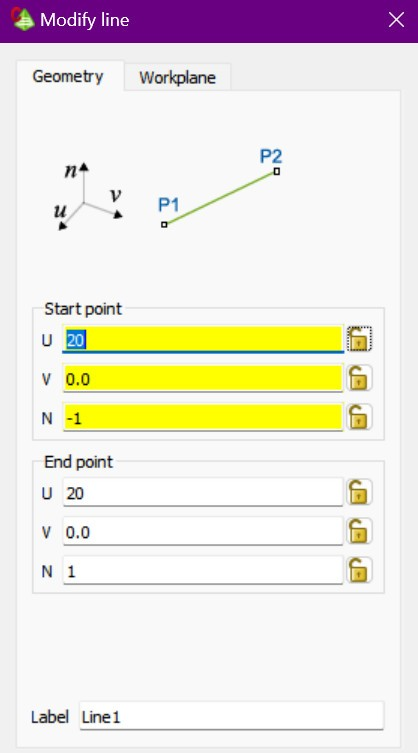 Modify line
Geometry Workplane
n
v
u
P1
P2
Start point
U 20
V 0.0
N -1
End point
U 20
V 0.0
N 1
Label Line1